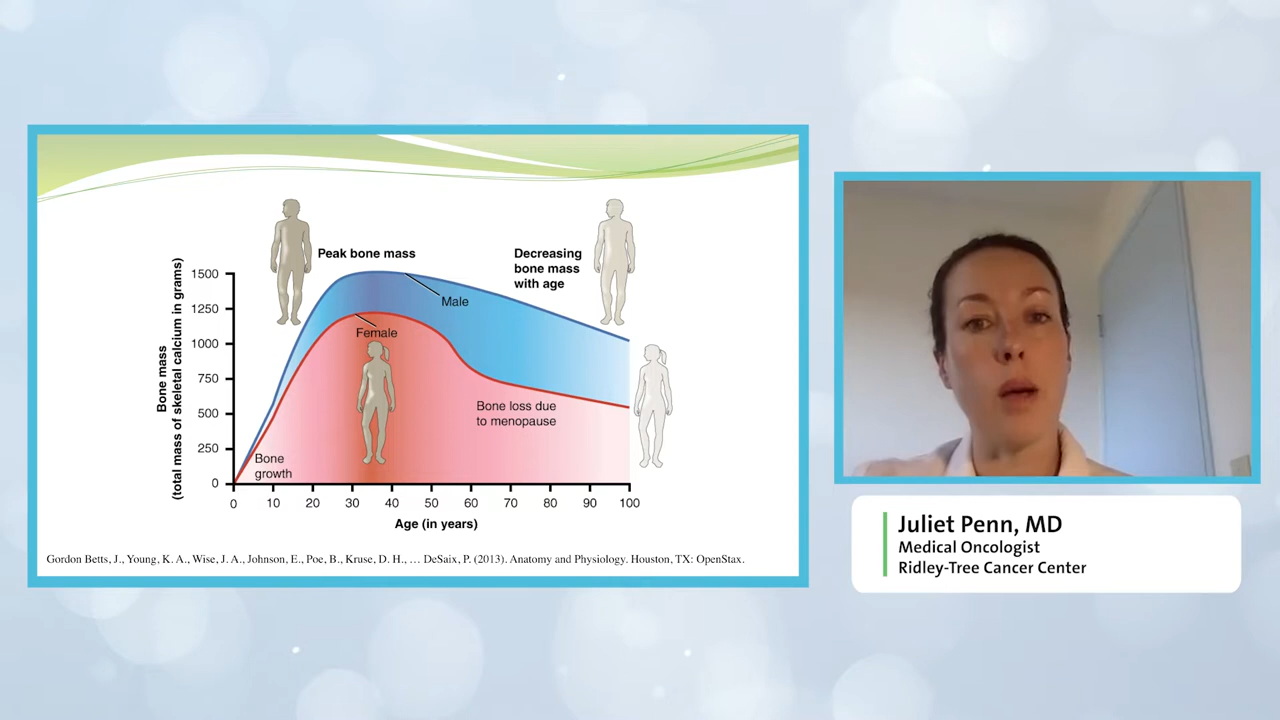 Peak bone mass
Decreasing
bone mass
with age
Male
Female
Bone loss due
to menopause
Bone
growth
Bone mass
(total mass of skeletal calcium in grams)
1500
1250
1000
750
500
250
0
0 10 20 30 40 50 60 70 80 90 100
Age (in years)
Gordon Betts, J., Young, K. A., Wise, J. A., Johnson, E., Poe, B., Kruse, D. H., … DeSaix, P. (2013). Anatomy and Physiology. Houston, TX: OpenStax.
Juliet Penn, MD
Medical Oncologist
Ridley-Tree Cancer Center